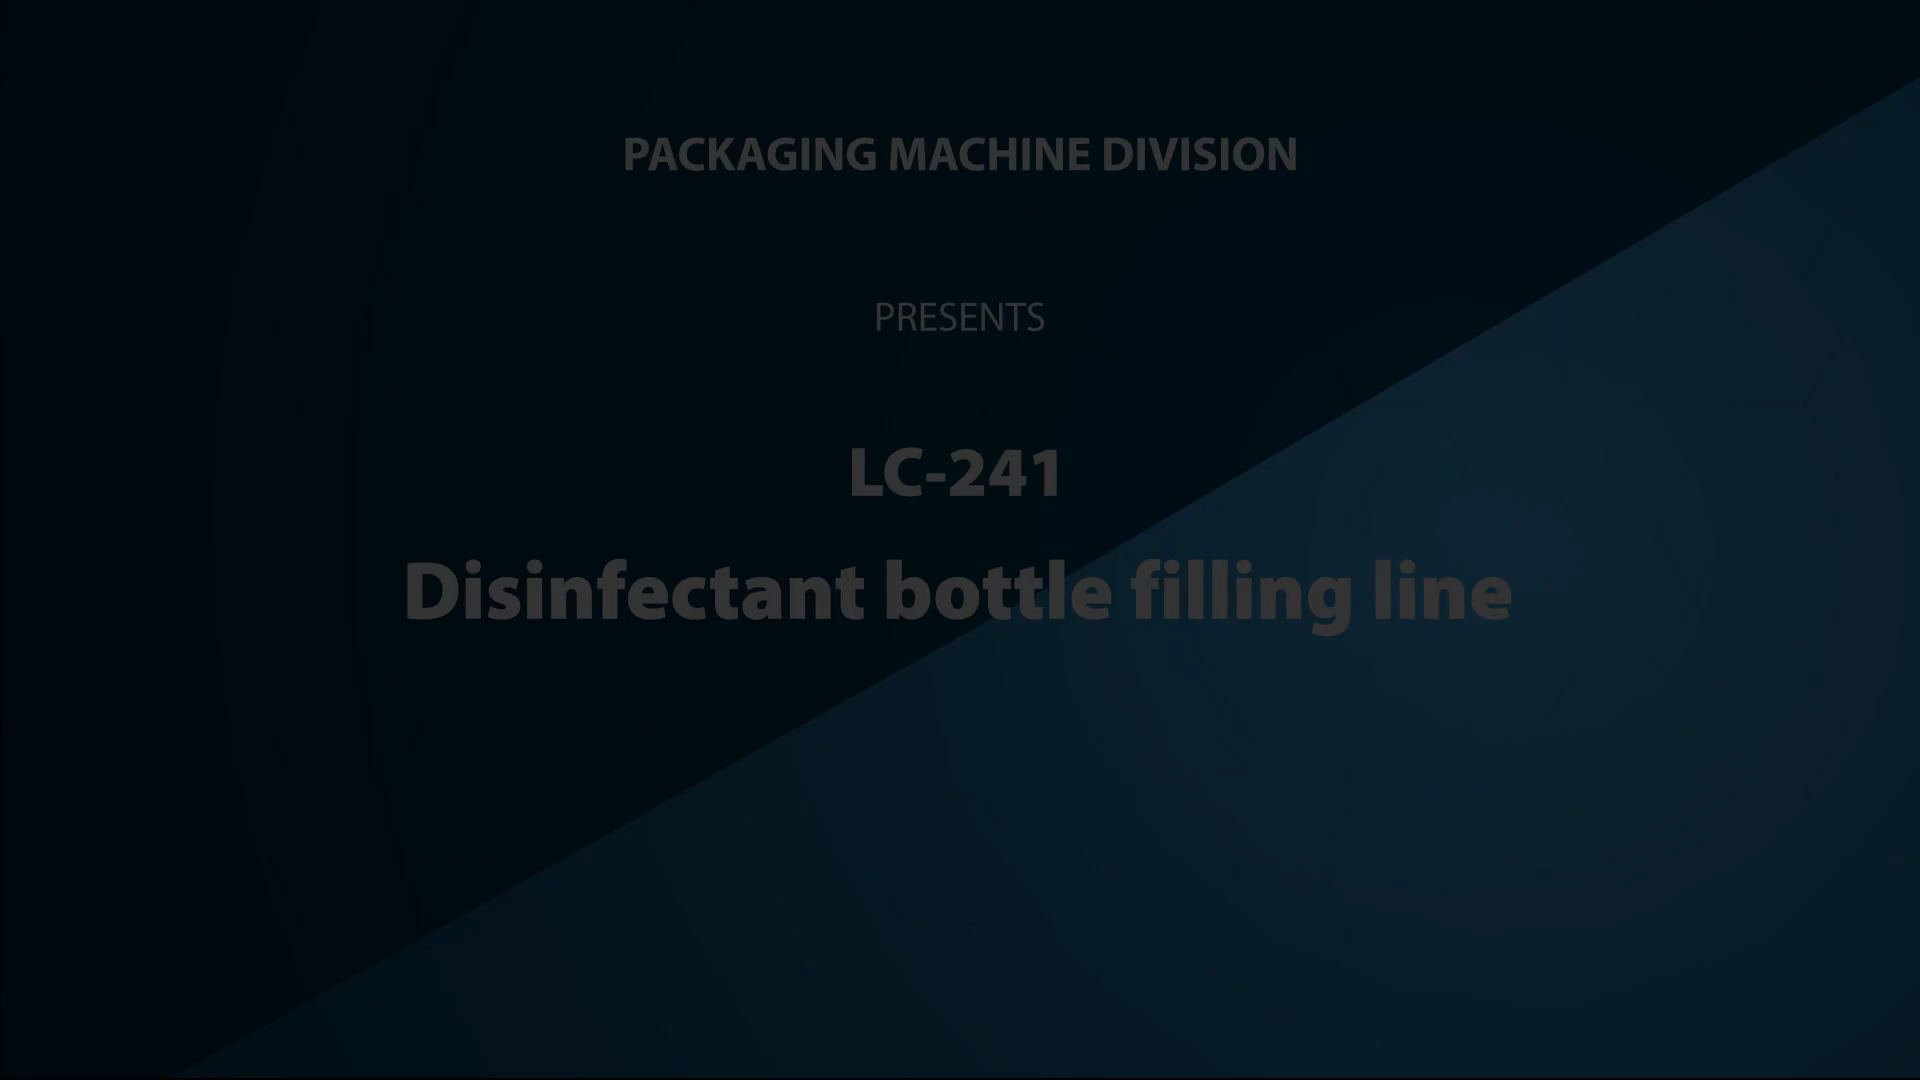 PACKAGING MACHINE DIVISION
PRESENTS
LC-241
Disinfectant bottle filling line